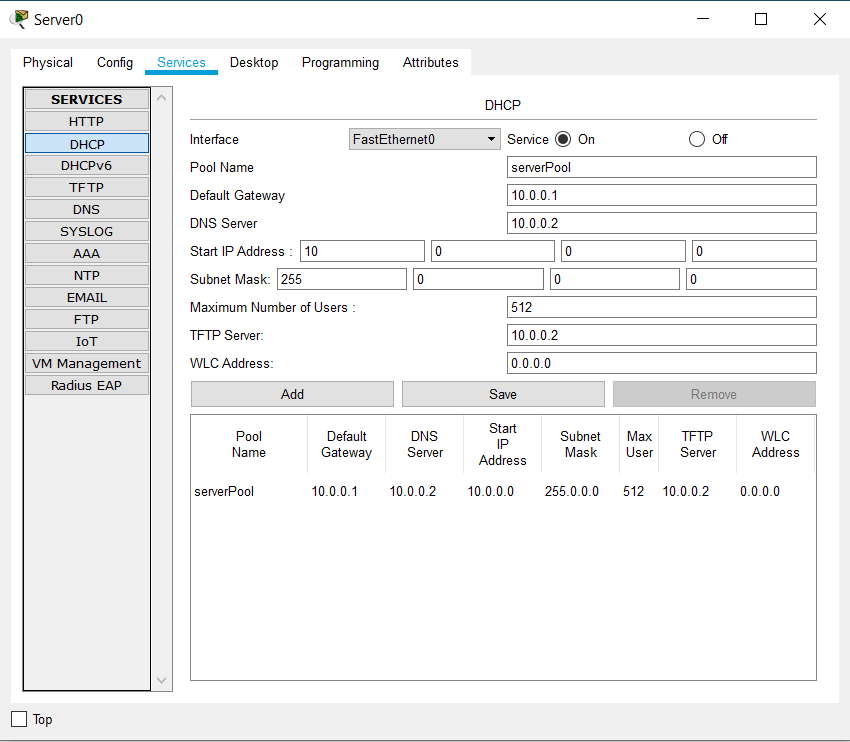 Server0
Physical Config Services Desktop Programming Attributes
SERVICES
HTTP
DHCP
DHCPv6
TFTP
DNS
SYSLOG
AAA
NTP
EMAIL
FTP
IoT
VM Management
Radius EAP
DHCP
Interface FastEthernet0 Service On Off
Pool Name serverPool
Default Gateway 10.0.0.1
DNS Server 10.0.0.2
Start IP Address : 10 0 0 0
Subnet Mask: 255 0 0 0
Maximum Number of Users : 512
TFTP Server: 10.0.0.2
WLC Address: 0.0.0.0
Add Save Remove
Pool Name Default Gateway DNS Server Start IP Address Subnet Mask Max User TFTP Server WLC Address
serverPool 10.0.0.1 10.0.0.2 10.0.0.0 255.0.0.0 512 10.0.0.2 0.0.0.0
Top